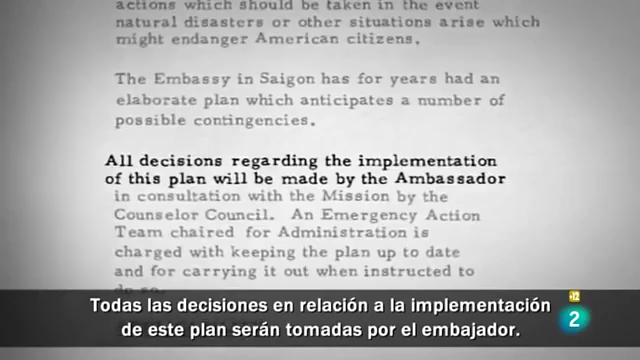 actions which should be taken in the event
natural disasters or other situations arise which
might endanger American citizens.
The Embassy in Saigon has for years had an
elaborate plan which anticipates a number of
possible contingencies.
All decisions regarding the implementation
of this plan will be made by the Ambassador
in consultation with the Mission by the
Counselor Council. An Emergency Action
Team chaired for Administration is
charged with keeping the plan up to date
and for carrying it out when instructed to
do so.
Todas las decisiones en relación a la implementación
de este plan serán tomadas por el embajador.
+12
2